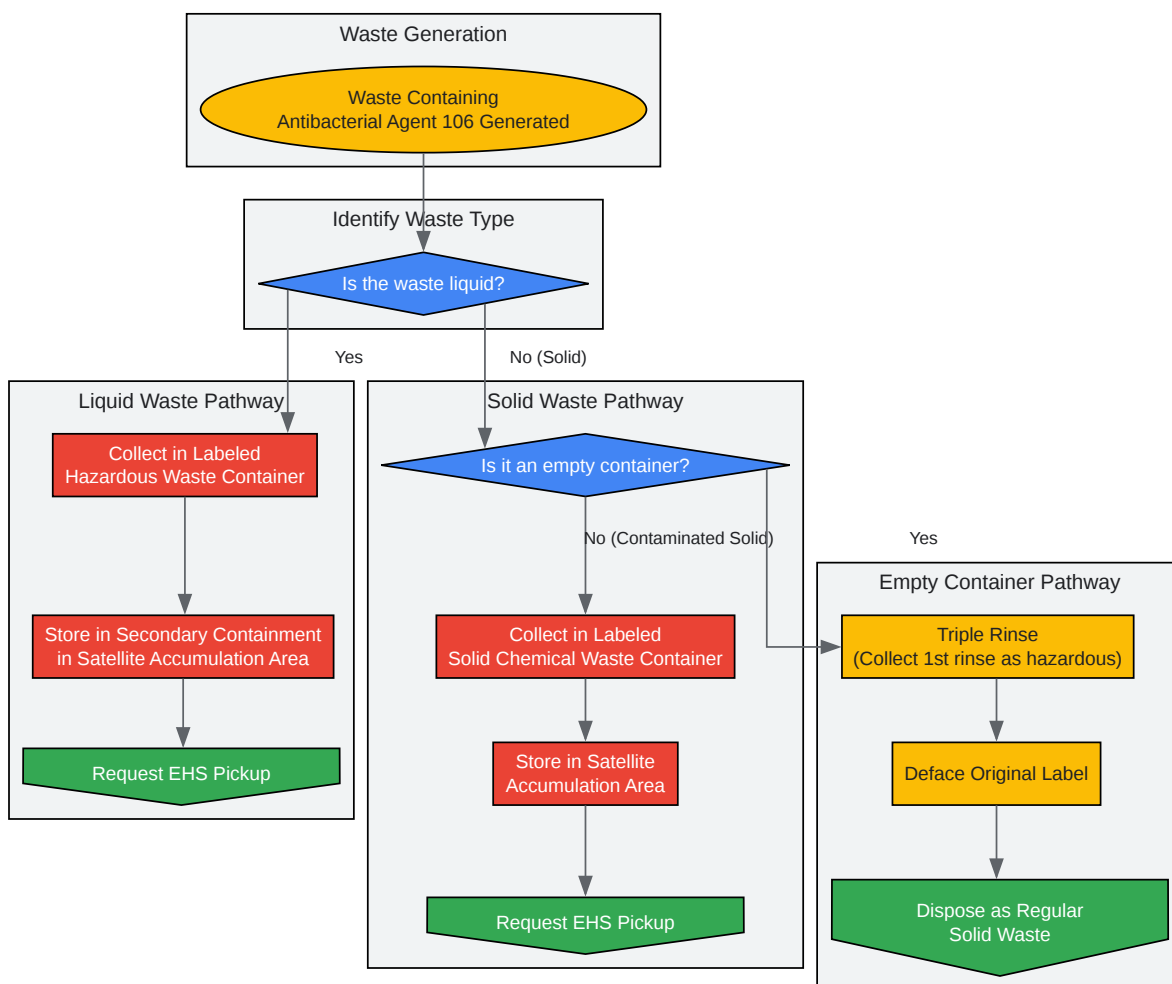 Waste Generation
Waste Containing
Antibacterial Agent 106 Generated
Identify Waste Type
Is the waste liquid?
Yes
No (Solid)
Liquid Waste Pathway
Collect in Labeled
Hazardous Waste Container
Store in Secondary Containment
in Satellite Accumulation Area
Request EHS Pickup
Solid Waste Pathway
Is it an empty container?
No (Contaminated Solid)
Yes
Collect in Labeled
Solid Chemical Waste Container
Store in Satellite
Accumulation Area
Request EHS Pickup
Empty Container Pathway
Triple Rinse
(Collect 1st rinse as hazardous)
Deface Original Label
Dispose as Regular
Solid Waste